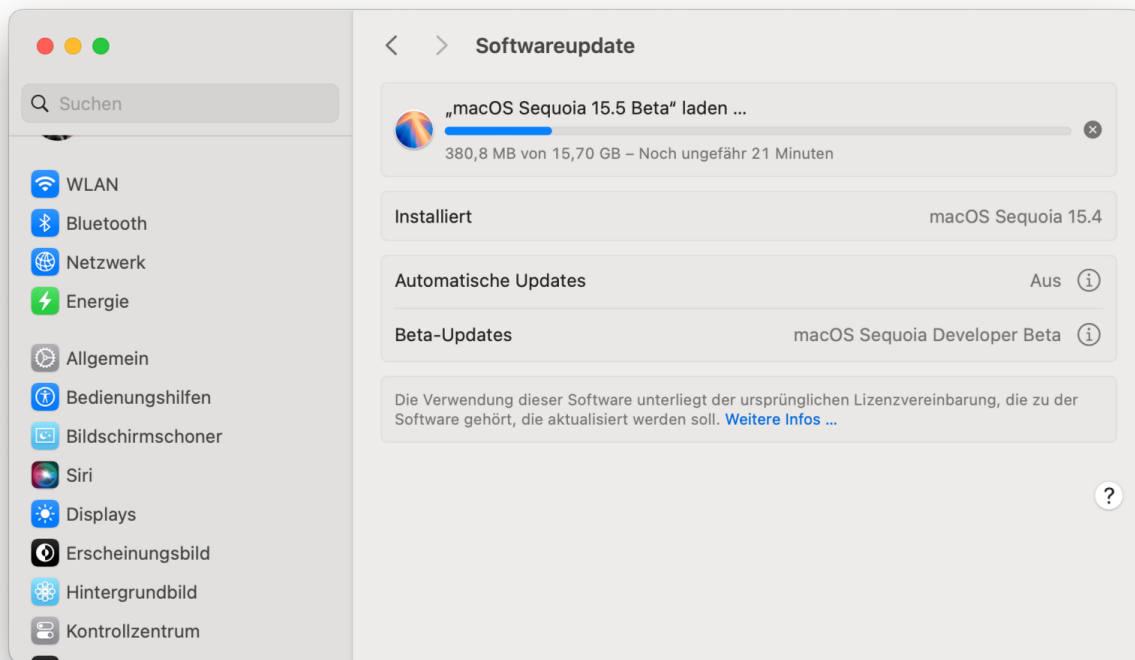 Suchen
WLAN
Bluetooth
Netzwerk
Energie
Allgemein
Bedienungshilfen
Bildschirmschoner
Siri
Displays
Erscheinungsbild
Hintergrundbild
Kontrollzentrum
Softwareupdate
„macOS Sequoia 15.5 Beta“ laden ...
380,8 MB von 15,70 GB – Noch ungefähr 21 Minuten
Installiert macOS Sequoia 15.4
Automatische Updates Aus
Beta-Updates macOS Sequoia Developer Beta
Die Verwendung dieser Software unterliegt der ursprünglichen Lizenzvereinbarung, die zu der
Software gehört, die aktualisiert werden soll. Weitere Infos ...
?